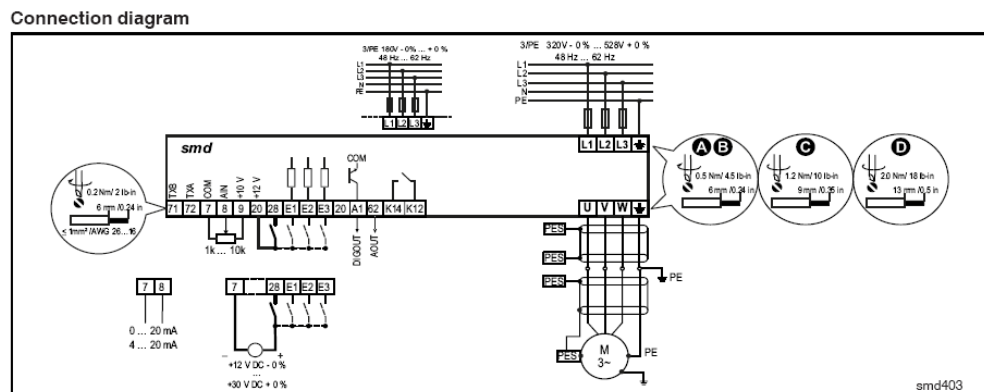 Connection diagram
3/PE 180V - 0% ... + 0 %
48 Hz ... 62 Hz
L1
L2
L3
N
PE
L1 L2 L3
3/PE 320V - 0 % ... 528V + 0 %
48 Hz ... 62 Hz
L1
L2
L3
N
PE
smd
L1 L2 L3
A B
0.5 Nm/ 4.5 lb-in
6 mm /0.24 in
C
1.2 Nm/ 10 lb-in
9 mm /0.35 in
D
2.0 Nm/ 18 lb-in
13 mm /0.5 in
0.2 Nm/ 2 lb-in
6 mm /0.24 in
≤ 1mm² /AWG 26...16
TXB TXA COM AIN +10 V +12 V
COM
71 72 7 8 9 20 28 E1 E2 E3 20 A1 62 K14 K12
U V W
1k ... 10k
DIGOUT
AOUT
PES
PES
PES
PE
7 8
0 ... 20 mA
4 ... 20 mA
7 28 E1 E2 E3
– +
+12 V DC - 0 %
...
+30 V DC + 0 %
PES
M
3~
PE
smd403